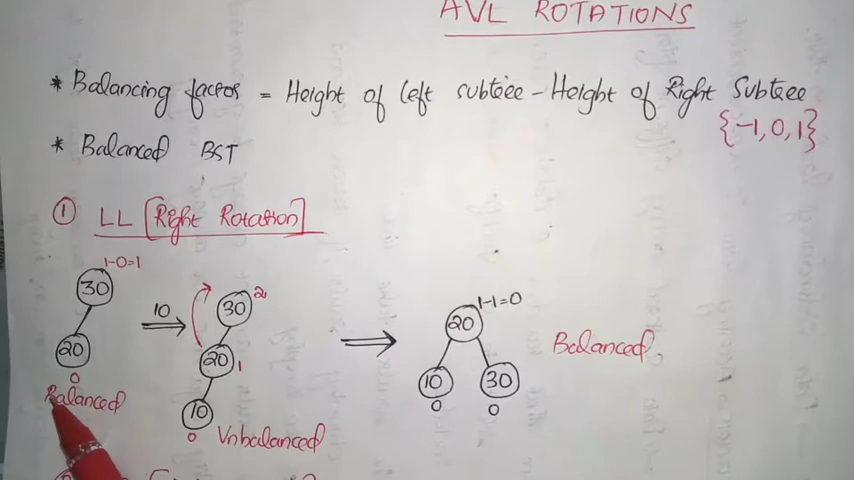 AVL ROTATIONS
* Balancing factor = Height of left subtree - Height of Right Subtree
{-1, 0, 1}
* Balanced BST
① LL [Right Rotation]
1-0=1
30
20
0
Balanced
10
30 2
20 1
10
0
Unbalanced
1-1=0
20
10 30
0 0
Balanced